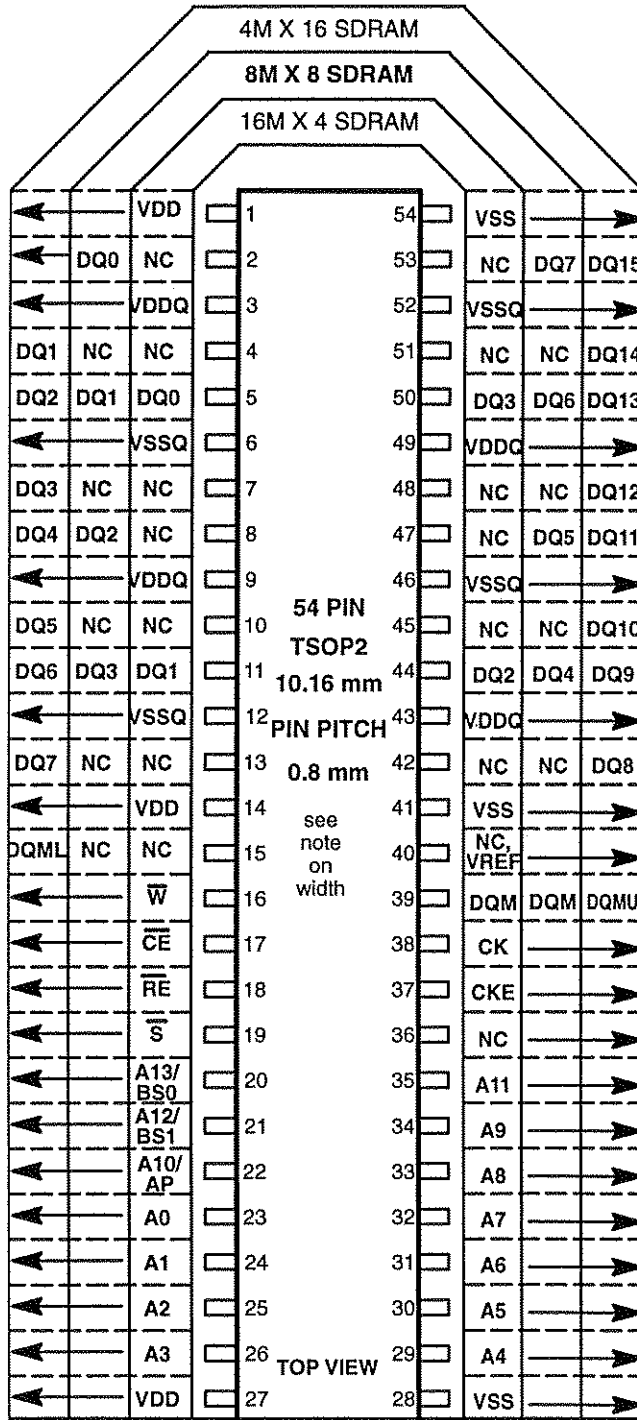 4M X 16 SDRAM
8M X 8 SDRAM
16M X 4 SDRAM
VDD 1 54 VSS
DQ0 NC 2 53 NC DQ7 DQ15
VDDQ 3 52 VSSQ
DQ1 NC NC 4 51 NC NC DQ14
DQ2 DQ1 DQ0 5 50 DQ3 DQ6 DQ13
VSSQ 6 49 VDDQ
DQ3 NC NC 7 48 NC NC DQ12
DQ4 DQ2 NC 8 47 NC DQ5 DQ11
VDDQ 9 46 VSSQ
DQ5 NC NC 10 45 NC NC DQ10
DQ6 DQ3 DQ1 11 44 DQ2 DQ4 DQ9
VSSQ 12 43 VDDQ
DQ7 NC NC 13 42 NC NC DQ8
VDD 14 41 VSS
DQML NC NC 15 40 NC, VREF
W̅ 16 39 DQM DQM DQMU
C̅E̅ 17 38 CK
R̅E̅ 18 37 CKE
S̅ 19 36 NC
A13/ BS0 20 35 A11
A12/ BS1 21 34 A9
A10/ AP 22 33 A8
A0 23 32 A7
A1 24 31 A6
A2 25 30 A5
A3 26 29 A4
VDD 27 28 VSS
54 PIN
TSOP2
10.16 mm
PIN PITCH
0.8 mm
see
note
on
width
TOP VIEW